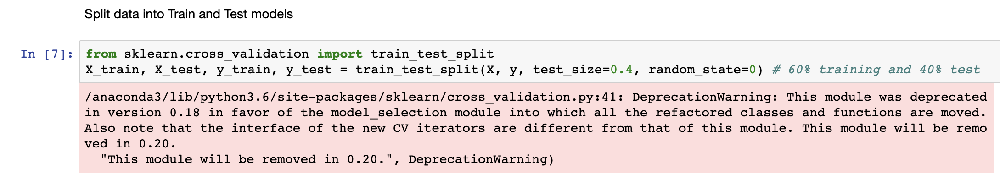 Split data into Train and Test models
In [7]: from sklearn.cross_validation import train_test_split
X_train, X_test, y_train, y_test = train_test_split(X, y, test_size=0.4, random_state=0) # 60% training and 40% test
/anaconda3/lib/python3.6/site-packages/sklearn/cross_validation.py:41: DeprecationWarning: This module was deprecated
in version 0.18 in favor of the model_selection module into which all the refactored classes and functions are moved.
Also note that the interface of the new CV iterators are different from that of this module. This module will be remo
ved in 0.20.
  "This module will be removed in 0.20.", DeprecationWarning)